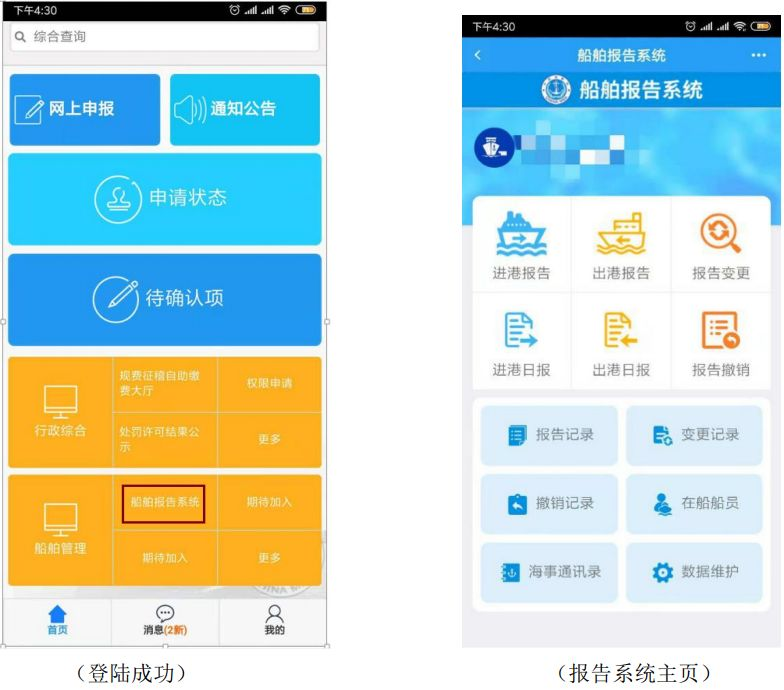 下午4:30
综合查询
网上申报
通知公告
申请状态
待确认项
行政综合
规费征稽自助缴
费大厅
权限申请
处罚许可结果公
示
更多
船舶管理
船舶报告系统
期待加入
期待加入
更多
首页
消息(2新)
我的
(登陆成功)
下午4:30
船舶报告系统
船舶报告系统
进港报告
出港报告
报告变更
进港日报
出港日报
报告撤销
报告记录
变更记录
撤销记录
在船船员
海事通讯录
数据维护
(报告系统主页)